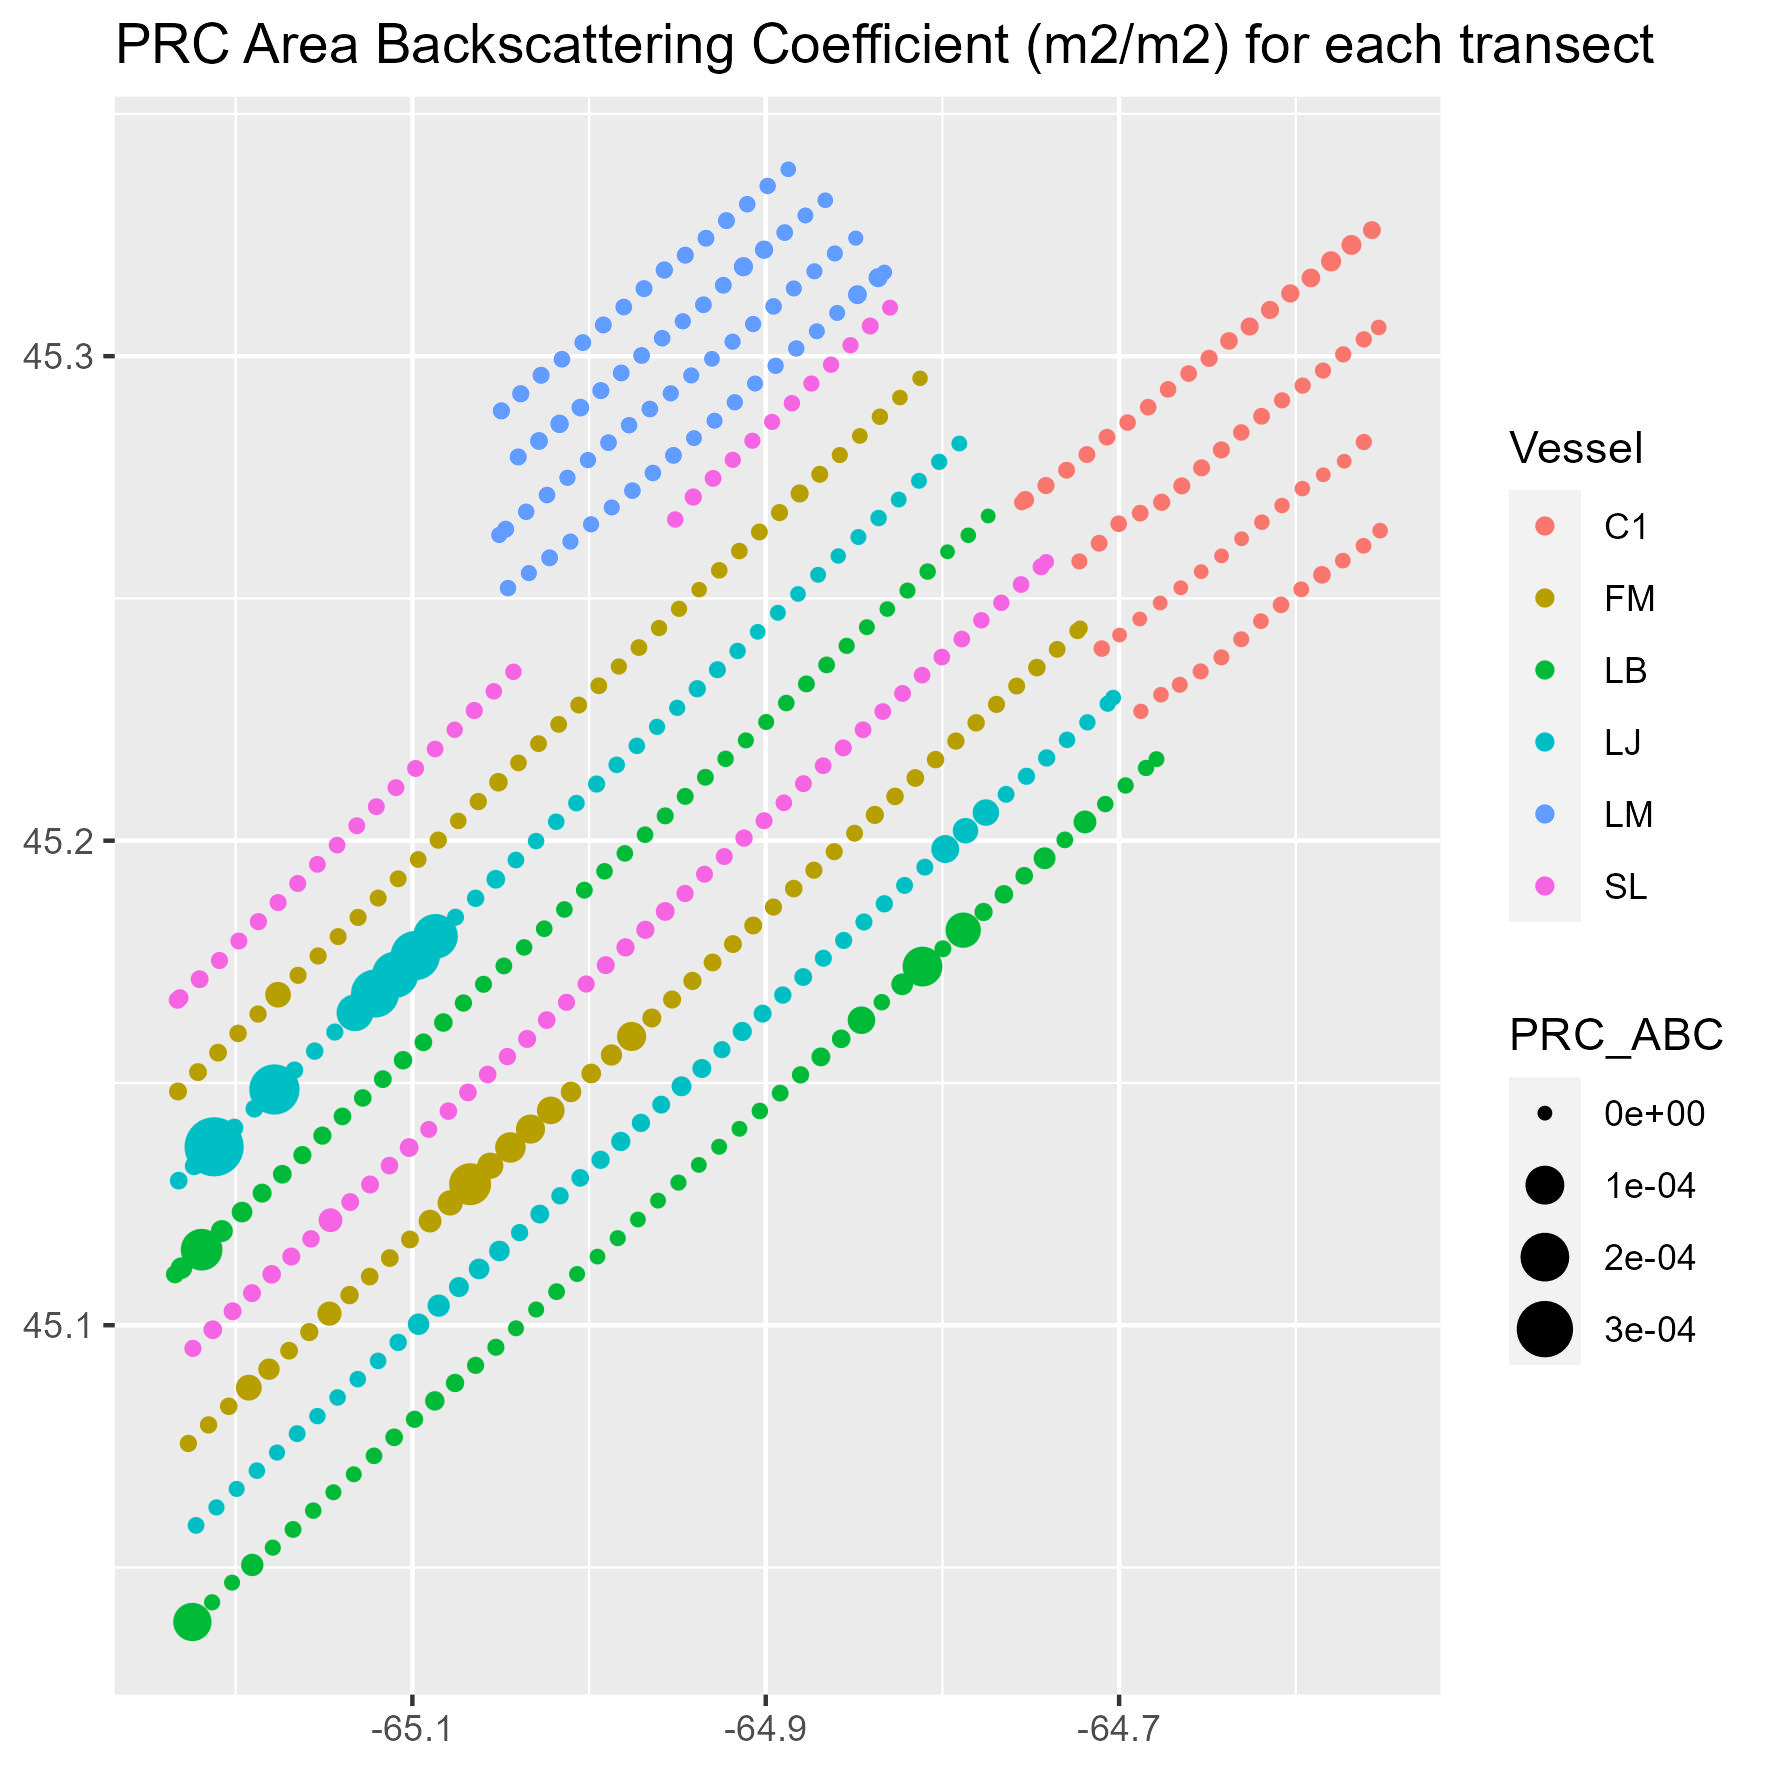 PRC Area Backscattering Coefficient (m2/m2) for each transect
45.3
45.2
45.1
-65.1
-64.9
-64.7
Vessel
C1
FM
LB
LJ
LM
SL
PRC_ABC
0e+00
1e-04
2e-04
3e-04